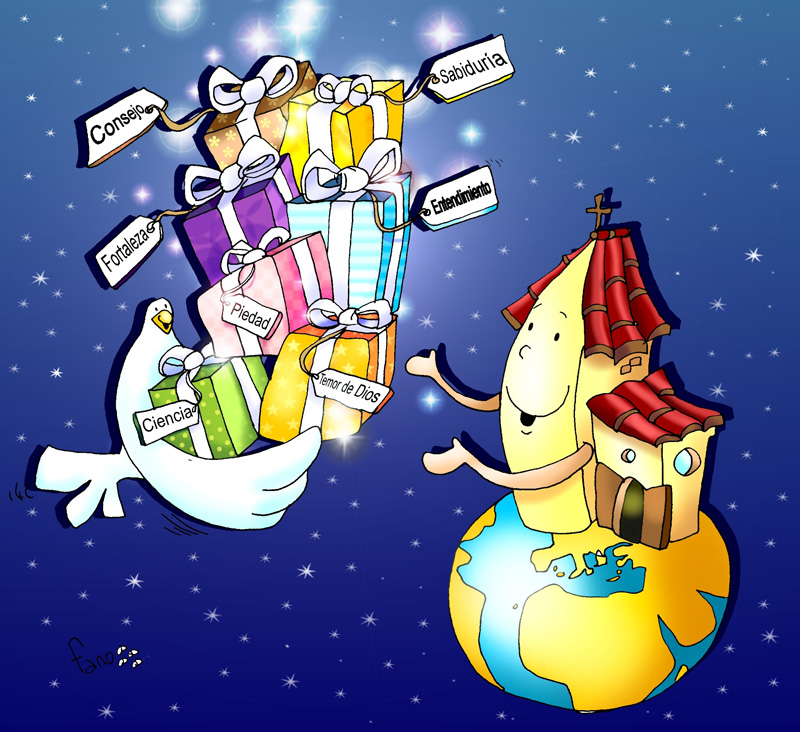 Consejo
Sabiduría
Fortaleza
Entendimiento
Piedad
Temor de Dios
Ciencia
fano